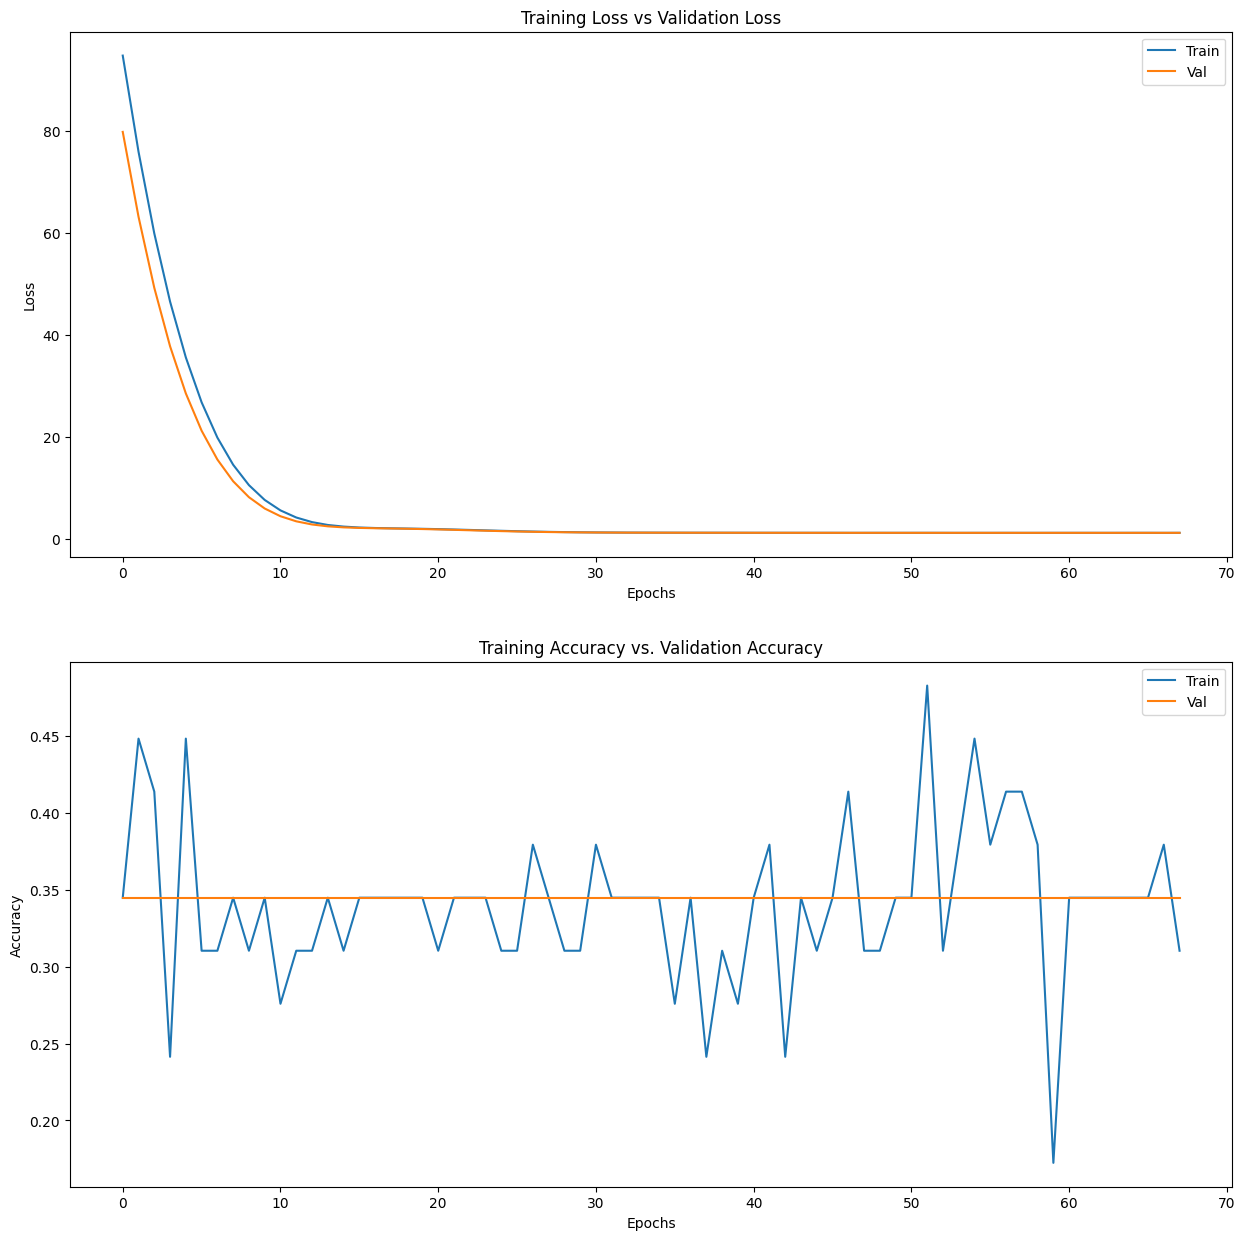 Training Loss vs Validation Loss
Train
Val
80
60
40
20
0
Loss
0 10 20 30 40 50 60 70
Epochs
Training Accuracy vs. Validation Accuracy
Train
Val
0.45
0.40
0.35
0.30
0.25
0.20
Accuracy
0 10 20 30 40 50 60 70
Epochs